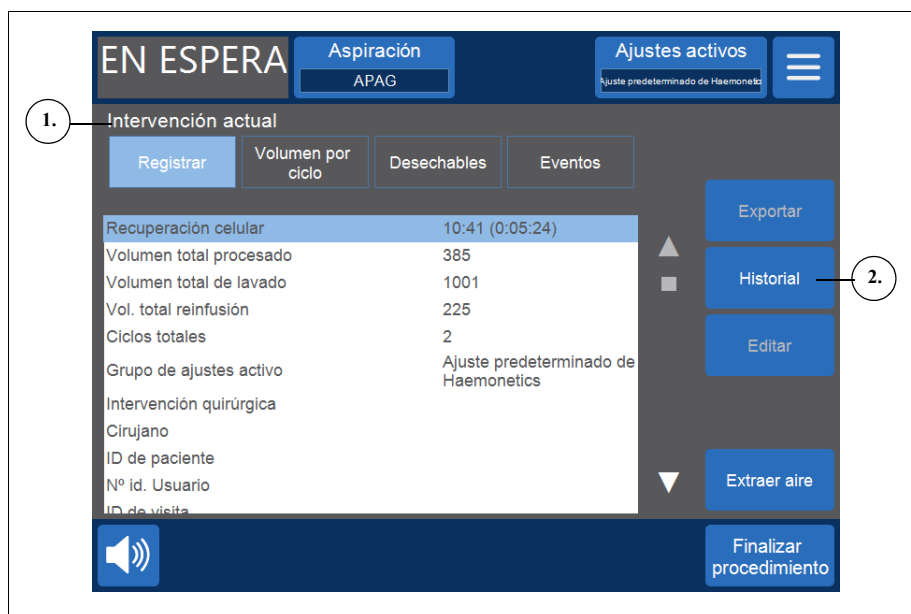 EN ESPERA
Aspiración
APAG
Ajustes activos
Ajuste predeterminado de Haemonetic
1.
Intervención actual
Registrar
Volumen por
ciclo
Desechables
Eventos
Exportar
Recuperación celular 10:41 (0:05:24)
Volumen total procesado 385
Volumen total de lavado 1001
Historial
2.
Vol. total reinfusión 225
Ciclos totales 2
Editar
Grupo de ajustes activo Ajuste predeterminado de
Haemonetics
Intervención quirúrgica
Cirujano
ID de paciente
Nº id. Usuario
Extraer aire
ID de visita
Finalizar
procedimiento